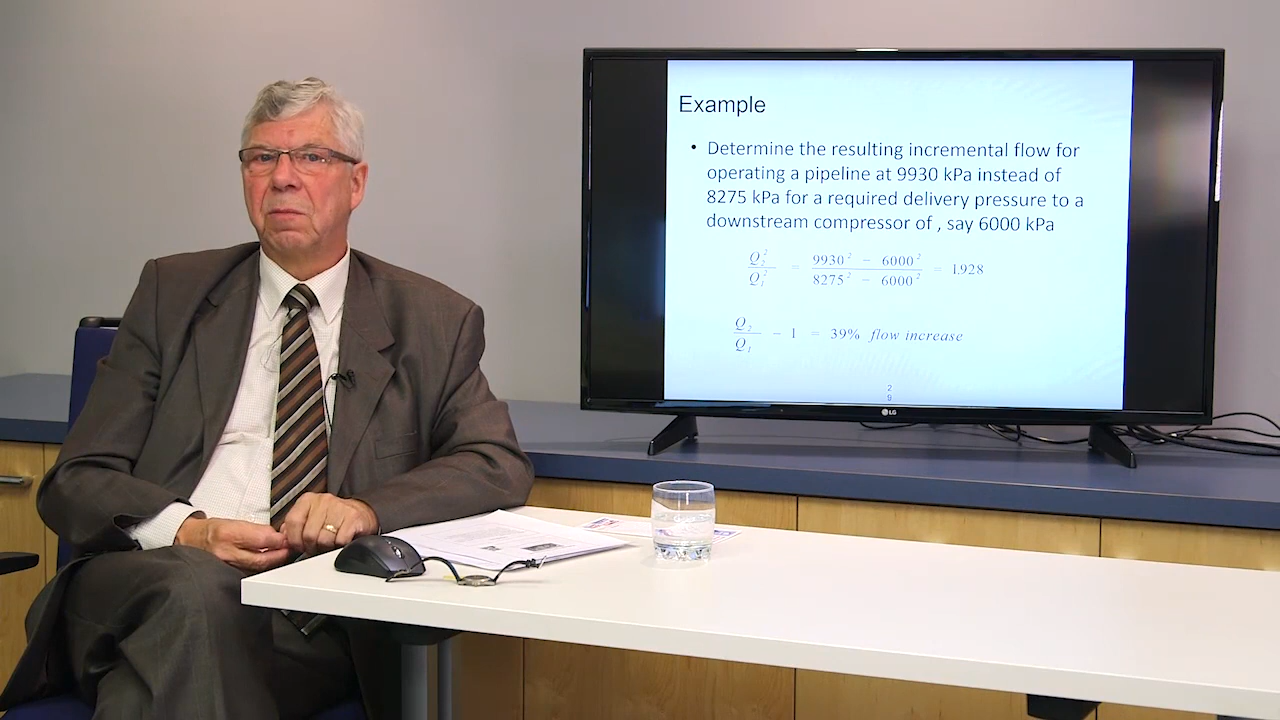 Example
• Determine the resulting incremental flow for
operating a pipeline at 9930 kPa instead of
8275 kPa for a required delivery pressure to a
downstream compressor of , say 6000 kPa
Q₂² / Q₁² = (9930² − 6000²) / (8275² − 6000²) = 1.928
Q₂ / Q₁ − 1 = 39% flow increase
2
9
LG